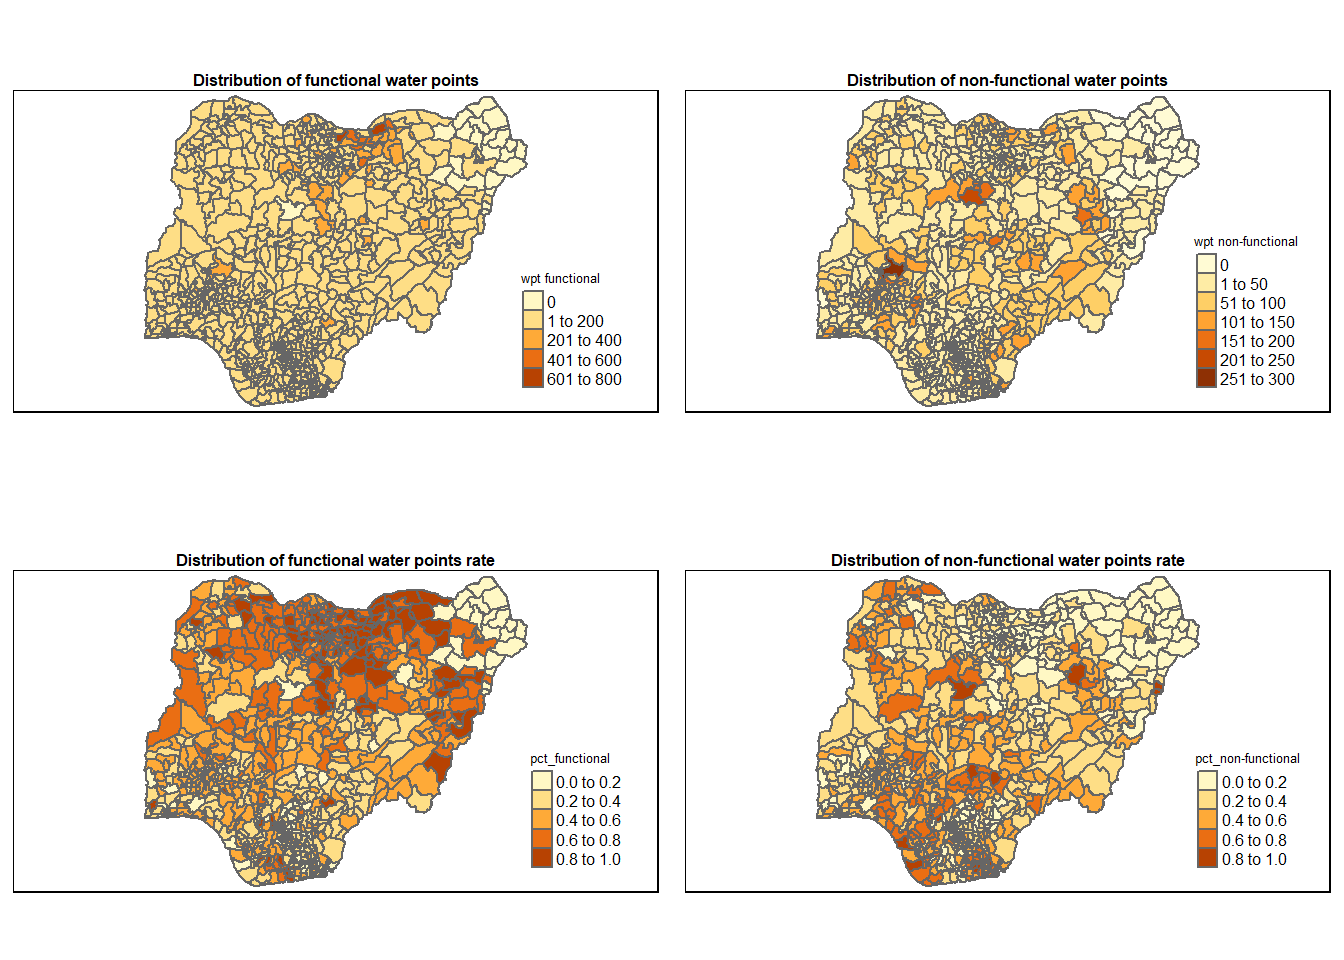 Distribution of functional water points
wpt functional
0
1 to 200
201 to 400
401 to 600
601 to 800
Distribution of non-functional water points
wpt non-functional
0
1 to 50
51 to 100
101 to 150
151 to 200
201 to 250
251 to 300
Distribution of functional water points rate
pct_functional
0.0 to 0.2
0.2 to 0.4
0.4 to 0.6
0.6 to 0.8
0.8 to 1.0
Distribution of non-functional water points rate
pct_non-functional
0.0 to 0.2
0.2 to 0.4
0.4 to 0.6
0.6 to 0.8
0.8 to 1.0